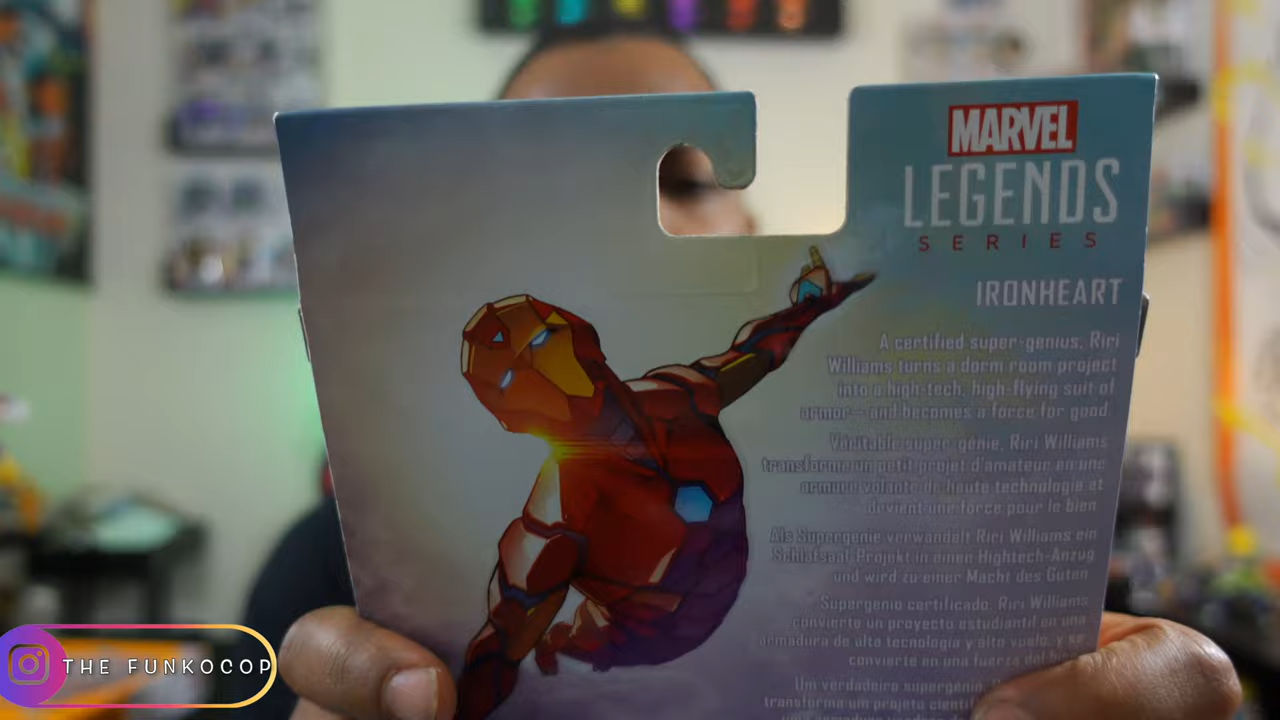 MARVEL
LEGENDS
SERIES
IRONHEART
A certified super-genius, Riri
Williams turns a dorm room project
into a high-tech, high-flying suit of
armor—and becomes a force for good.
Véritable super-génie, Riri Williams
transforme un petit projet d'amateur en une
armure volante de haute technologie et
devient une force pour le bien.
Als Supergenie verwandelt Riri Williams ein
Schlafsaal-Projekt in einen Hightech-Anzug
und wird zu einer Macht des Guten.
Supergenio certificado, Riri Williams
convierte un proyecto estudiantil en una
armadura de alta tecnología y alto vuelo, y se
convierte en una fuerza del bien.
Um verdadeiro supergénio,
transforma um projeto
uma armadura
THE FUNKOCOP